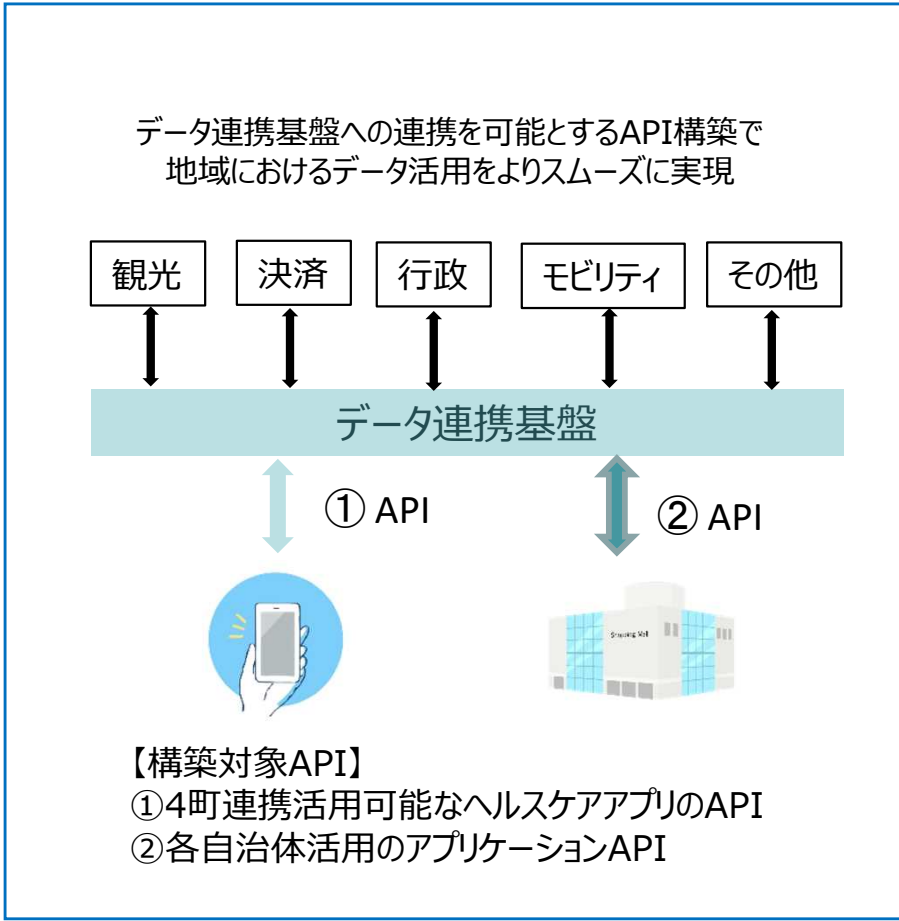 データ連携基盤への連携を可能とするAPI構築で
地域におけるデータ活用をよりスムーズに実現
観光
決済
行政
モビリティ
その他
データ連携基盤
① API
② API
Shopping Mall
【構築対象API】
①4町連携活用可能なヘルスケアアプリのAPI
②各自治体活用のアプリケーションAPI